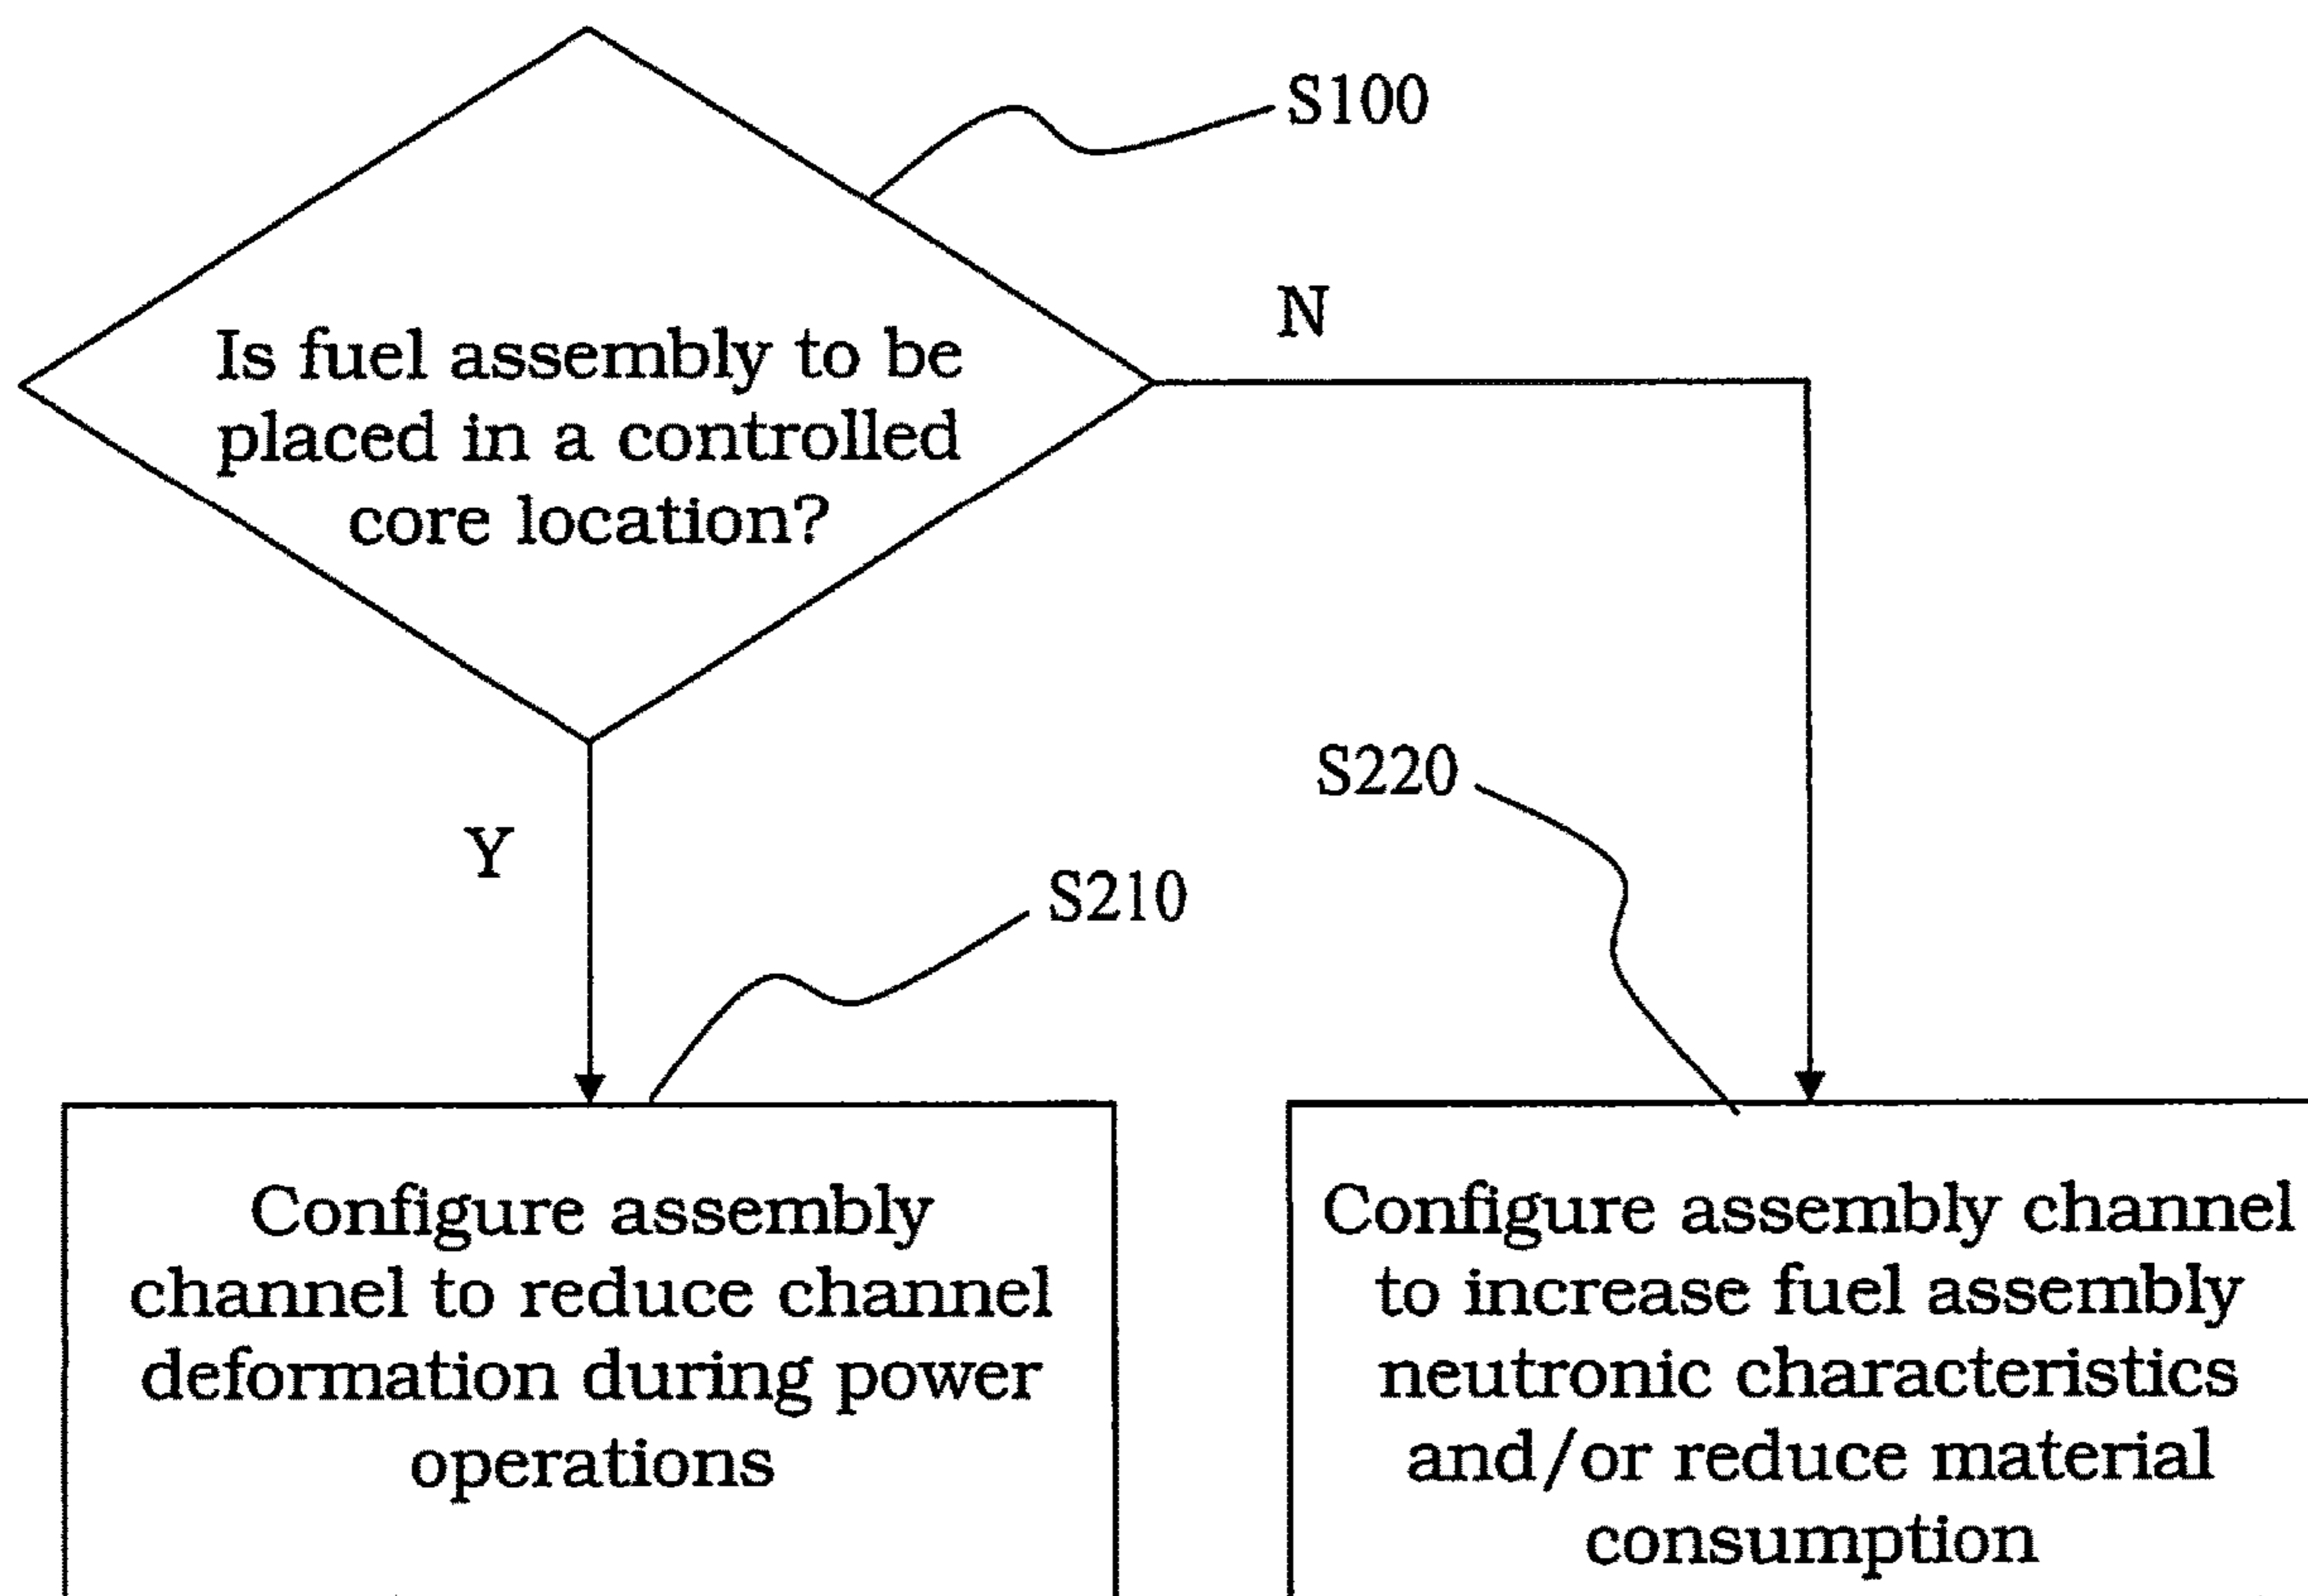 S100
Is fuel assembly to be
placed in a controlled
core location?
N
Y
S220
S210
Configure assembly
channel to reduce channel
deformation during power
operations
Configure assembly channel
to increase fuel assembly
neutronic characteristics
and/or reduce material
consumption